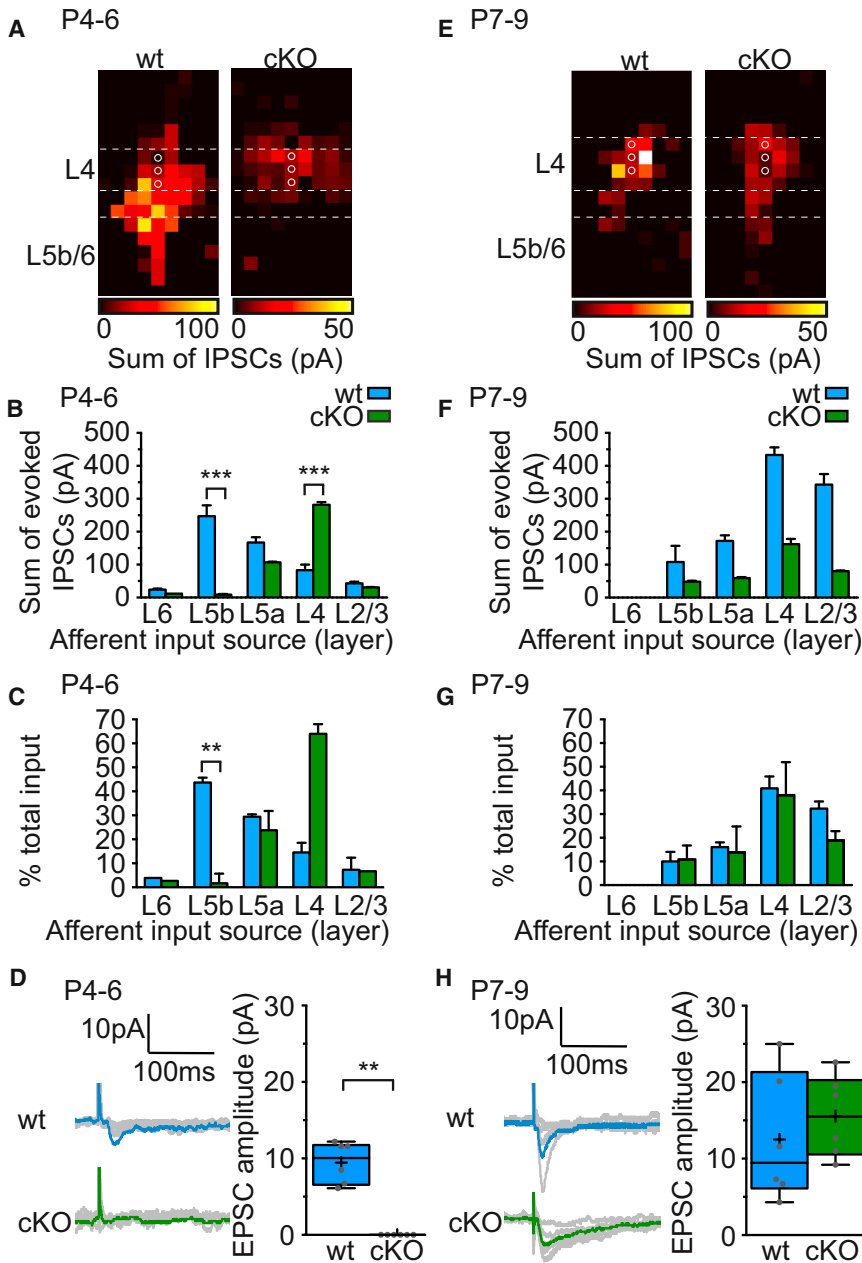 A P4-6
wt cKO
L4
L5b/6
0 100 0 50
Sum of IPSCs (pA)
E P7-9
wt cKO
L4
L5b/6
0 100 0 50
Sum of IPSCs (pA)
B P4-6
wt
cKO
Sum of evoked
IPSCs (pA)
500
400
300
200
100
0
*** ***
L6 L5b L5a L4 L2/3
Afferent input source (layer)
F P7-9
wt
cKO
Sum of evoked
IPSCs (pA)
500
400
300
200
100
0
L6 L5b L5a L4 L2/3
Afferent input source (layer)
C P4-6
% total input
70
60
50
40
30
20
10
0
**
L6 L5b L5a L4 L2/3
Afferent input source (layer)
G P7-9
% total input
70
60
50
40
30
20
10
0
L6 L5b L5a L4 L2/3
Afferent input source (layer)
D P4-6
10pA
100ms
wt
cKO
EPSC amplitude (pA)
30
20
10
0
**
wt cKO
H P7-9
10pA
100ms
wt
cKO
EPSC amplitude (pA)
30
20
10
0
wt cKO